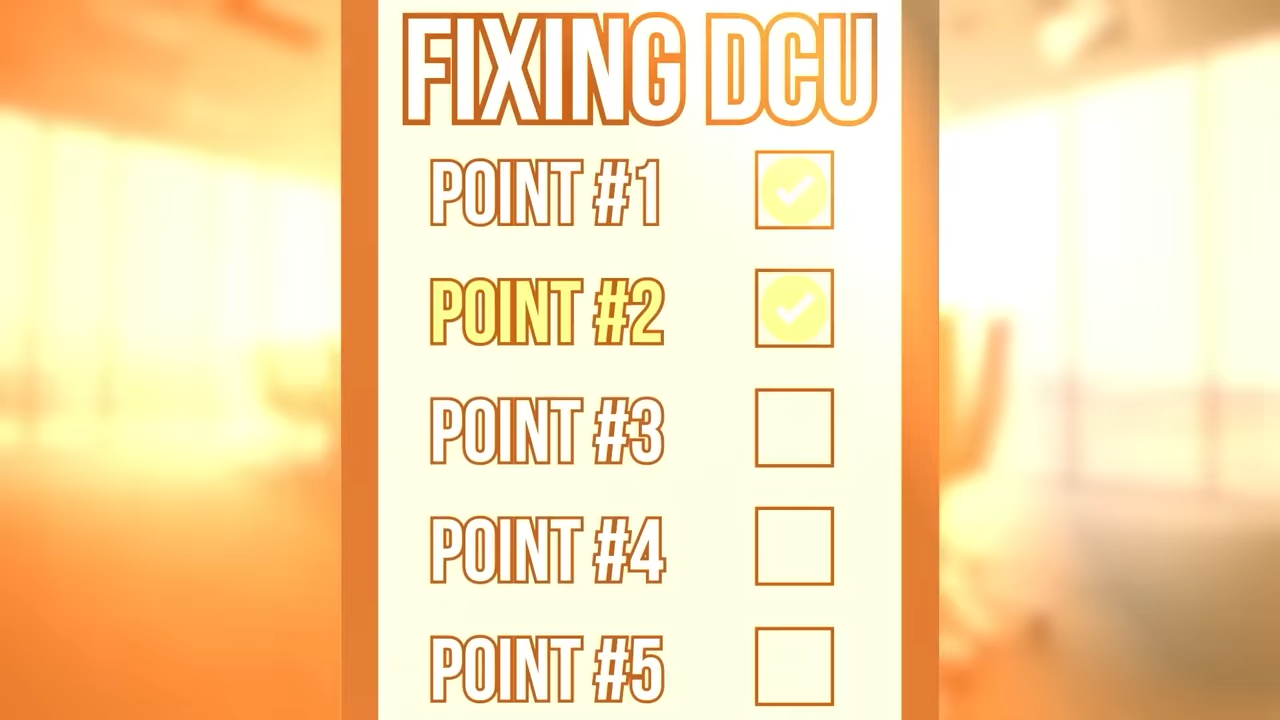 FIXING DCU
POINT #1
POINT #2
POINT #3
POINT #4
POINT #5